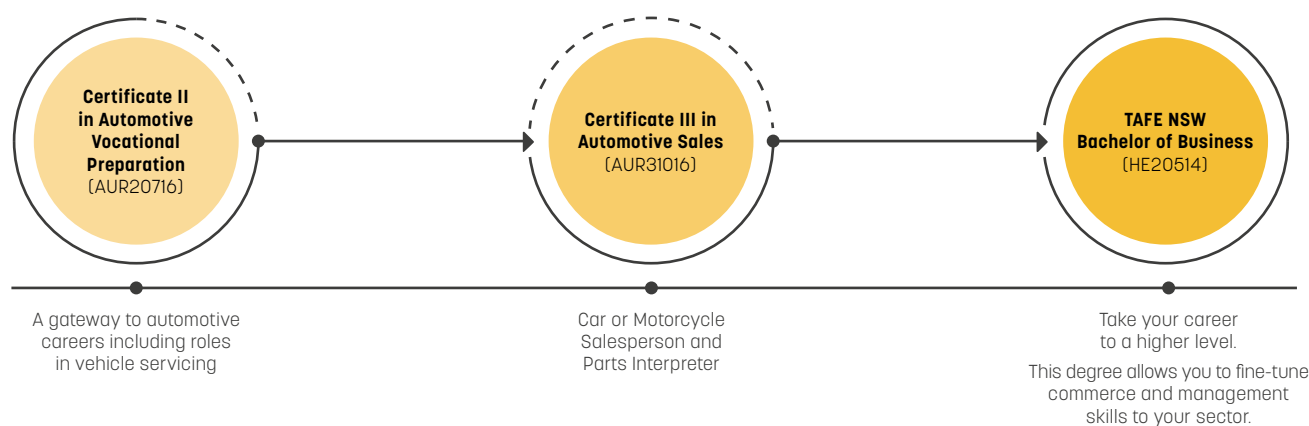 Certificate II
in Automotive
Vocational
Preparation
(AUR20716)
Certificate III in
Automotive Sales
(AUR31016)
TAFE NSW
Bachelor of Business
(HE20514)
A gateway to automotive
careers including roles
in vehicle servicing
Car or Motorcycle
Salesperson and
Parts Interpreter
Take your career
to a higher level.
This degree allows you to fine-tune
commerce and management
skills to your sector.